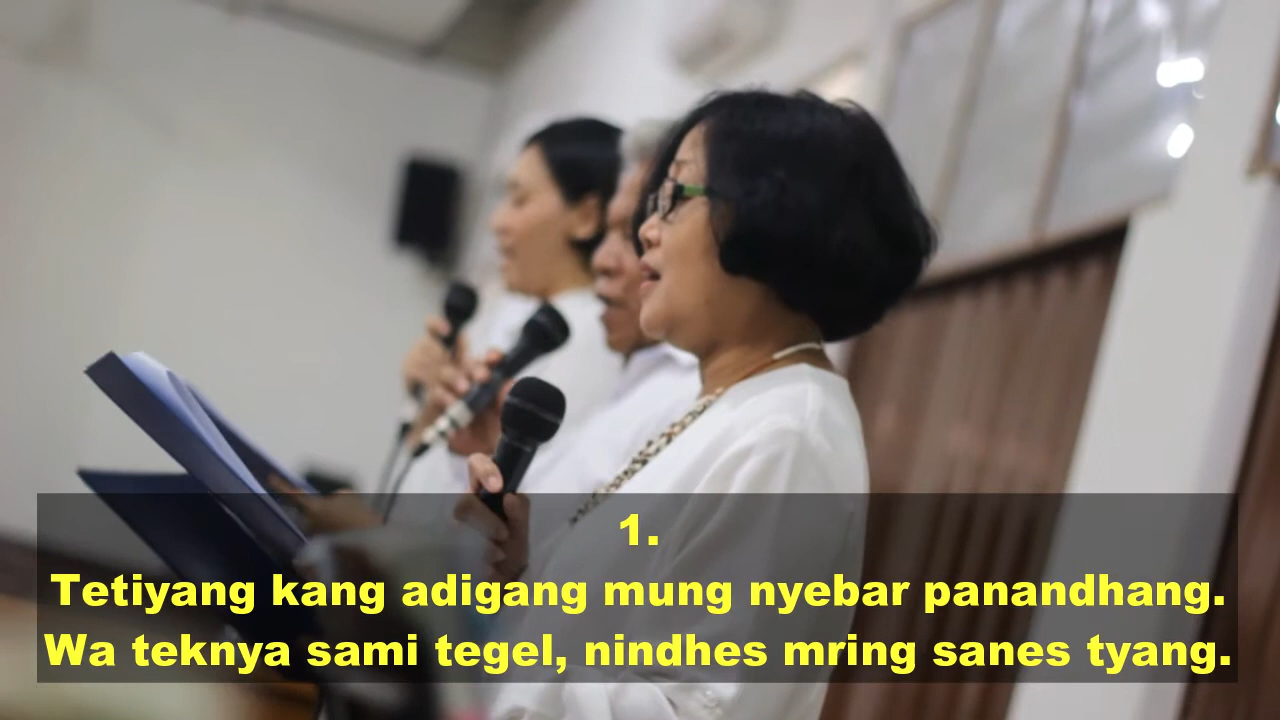 1.
Tetiyang kang adigang mung nyebar panandhang.
Wa teknya sami tegel, nindhes mring sanes tyang.